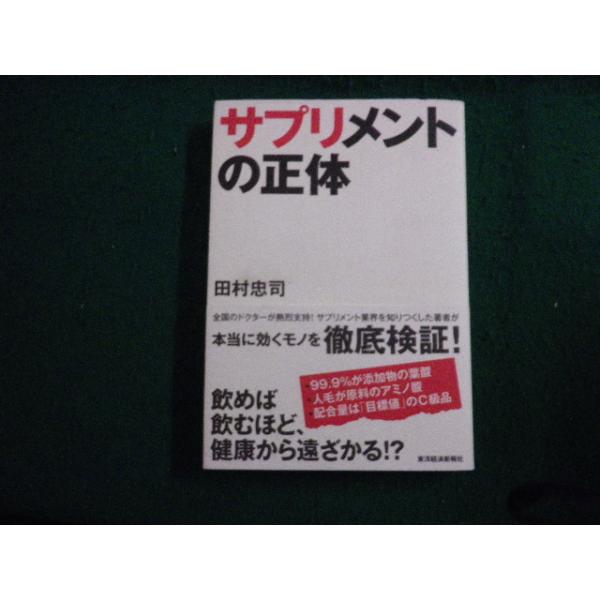 サプリメント
の正体
田村忠司
全国のドクターが熱烈支持！サプリメント業界を知りつくした著者が
本当に効くモノを徹底検証！
・99.9%が添加物の葉酸
・人毛が原料のアミノ酸
・配合量は「目標値」のC級品
飲めば
飲むほど、
健康から遠ざかる!?
東洋経済新報社